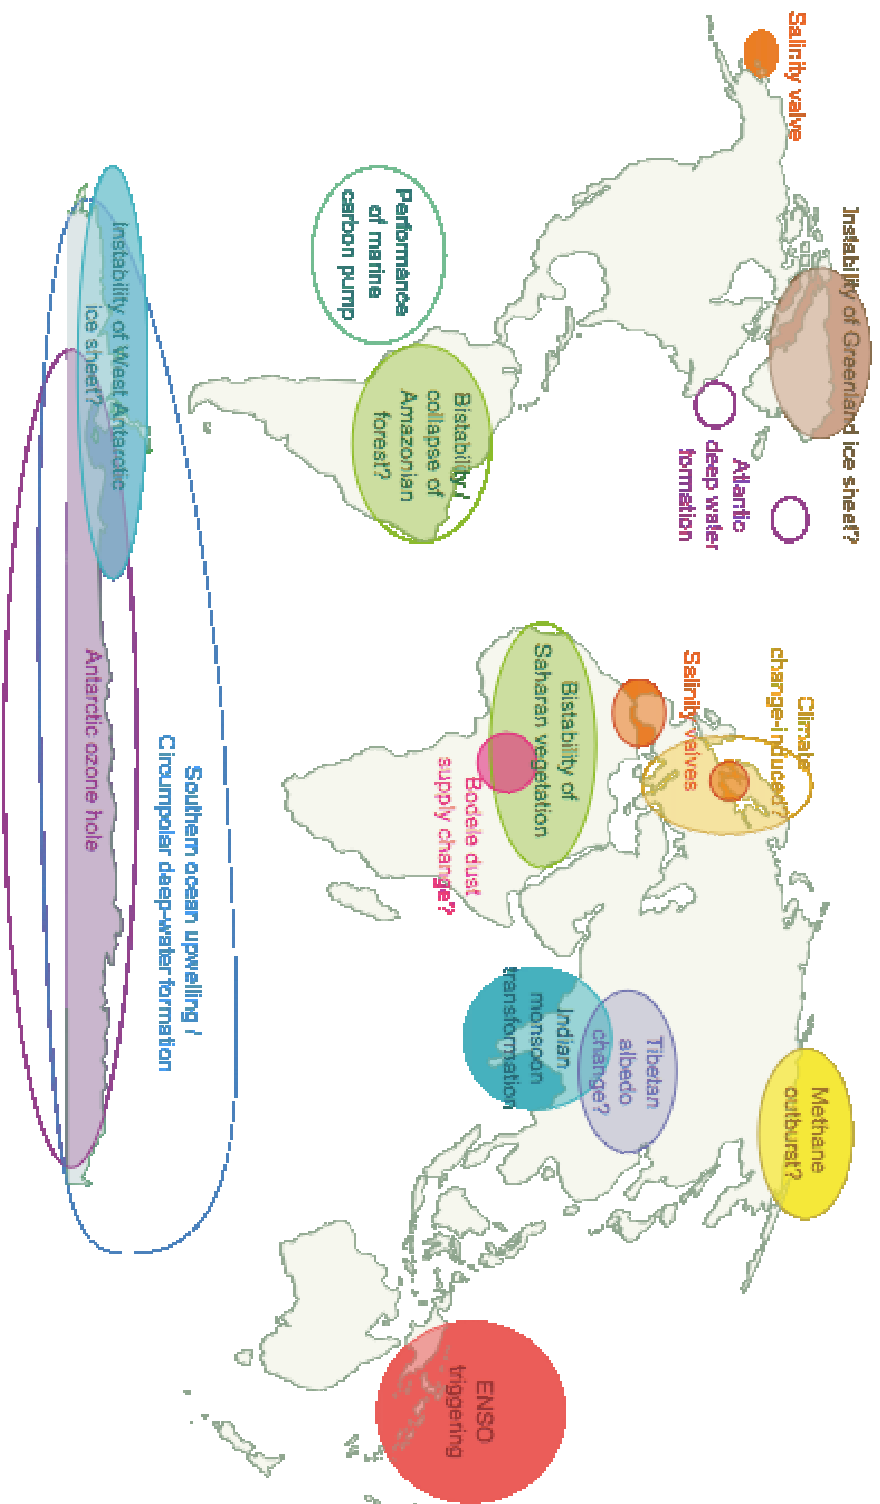 Salinity valve
Instability of Greenland ice sheet?
Atlantic
deep water
formation
Performance
of marine
carbon pump
Bistability /
collapse of
Amazonian
forest?
Instability of West Antarctic
ice sheet?
Climate
change-induced?
Salinity valves
Bistability of
Saharan vegetation
Bodele dust
supply change?
Southern ocean upwelling /
Circumpolar deep-water formation
Antarctic ozone hole
Methane
outburst?
Tibetan
albedo
change?
Indian
monsoon
transformation
ENSO
triggering